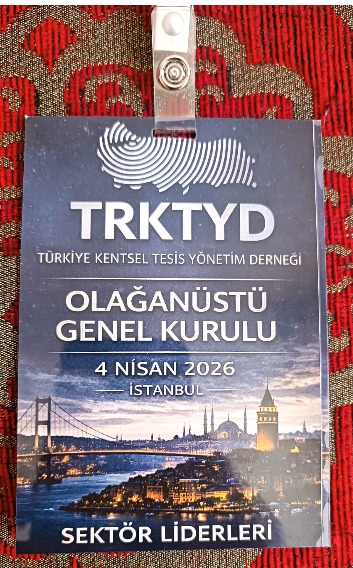 TRKTYD
TÜRKİYE KENTSEL TESİS YÖNETİM DERNEĞİ
OLAĞANÜSTÜ
GENEL KURULU
4 NİSAN 2026
İSTANBUL
SEKTÖR LİDERLERİ